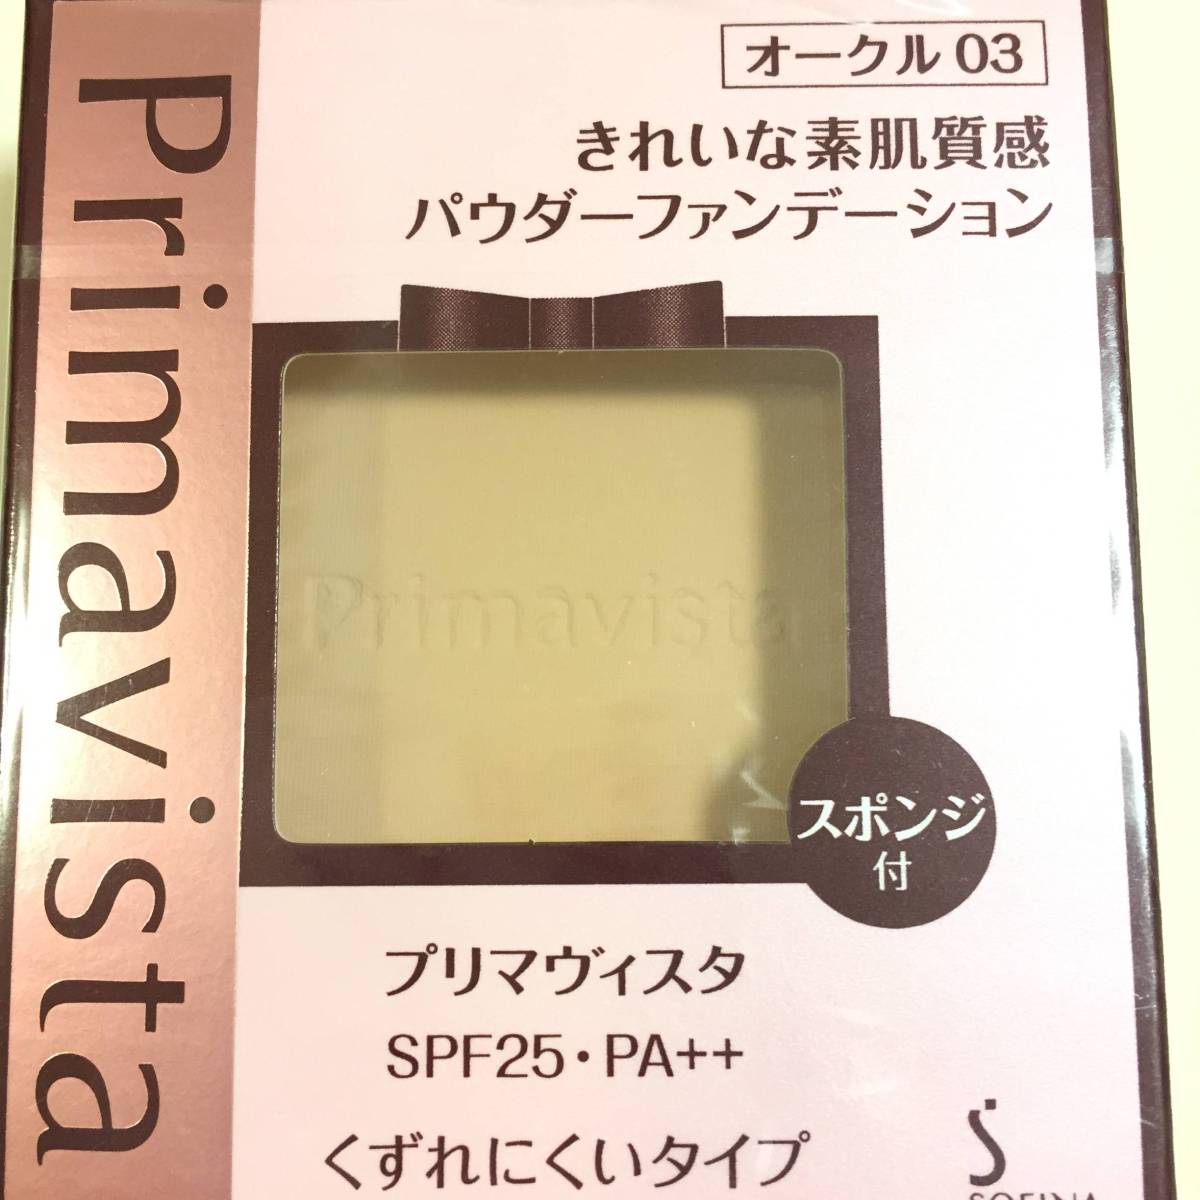 Primavista
オークル 03
きれいな素肌質感
パウダーファンデーション
Primavista
スポンジ
付
プリマヴィスタ
SPF25・PA++
くずれにくいタイプ
SOFINA